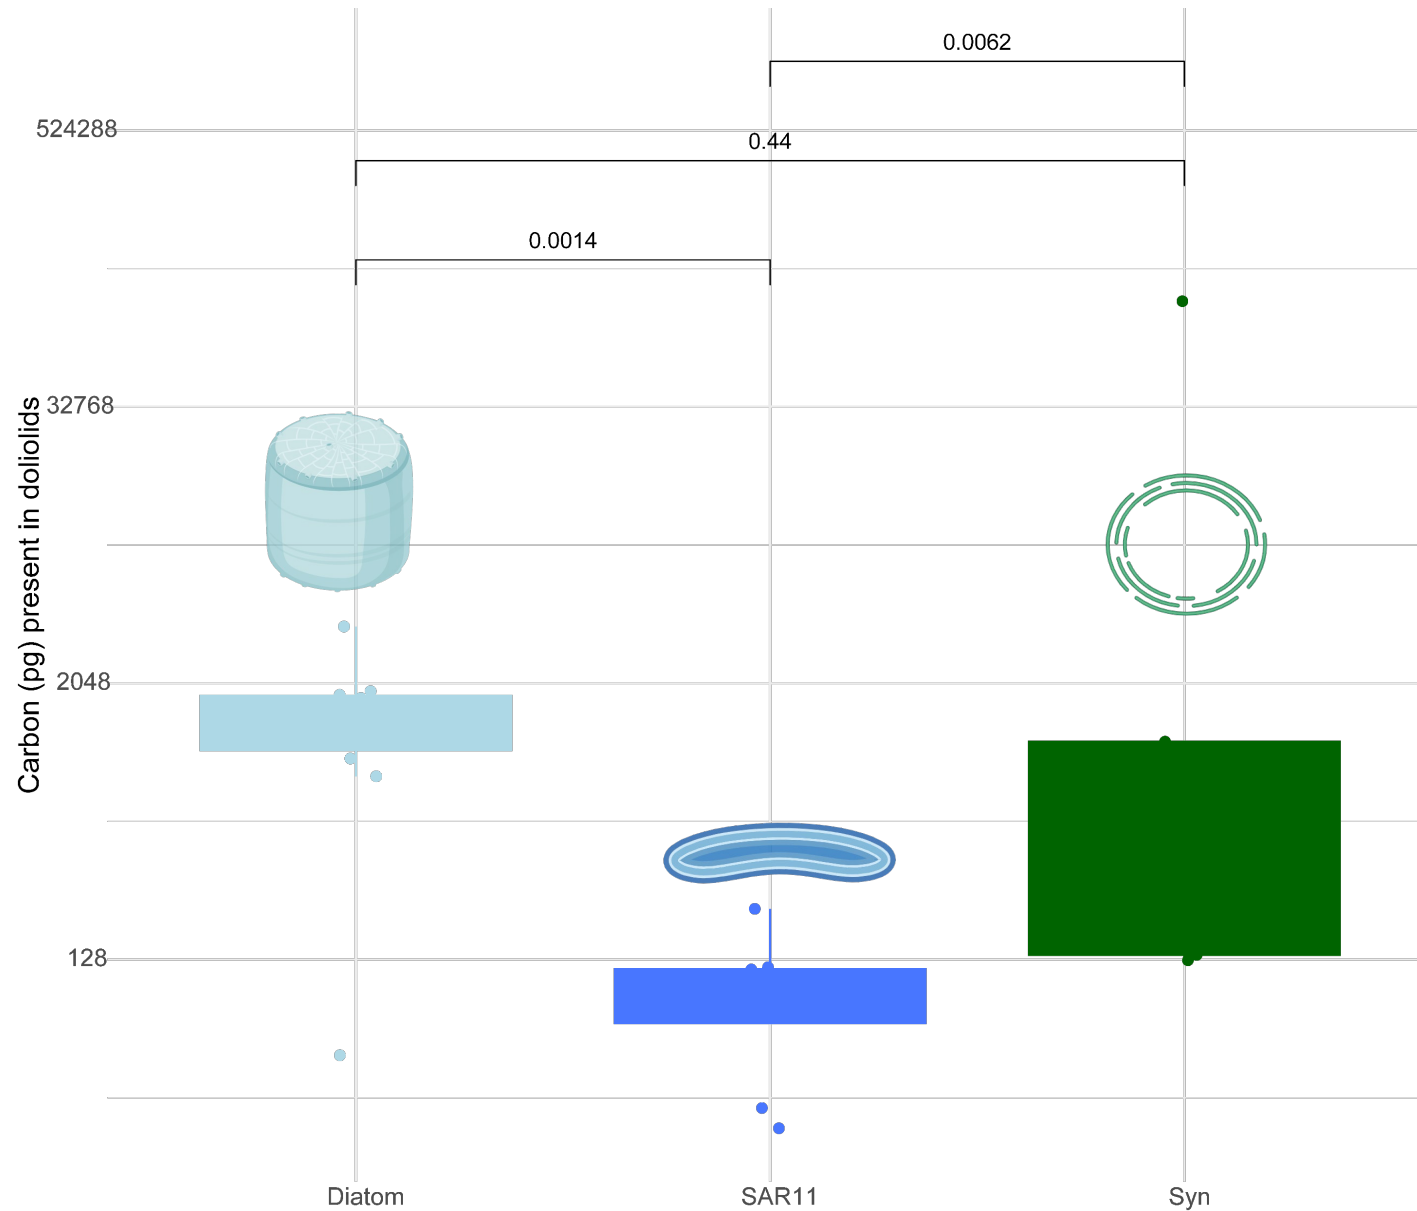 0.0062
524288
0.44
0.0014
32768
Carbon (pg) present in doliolids
2048
128
Diatom
SAR11
Syn